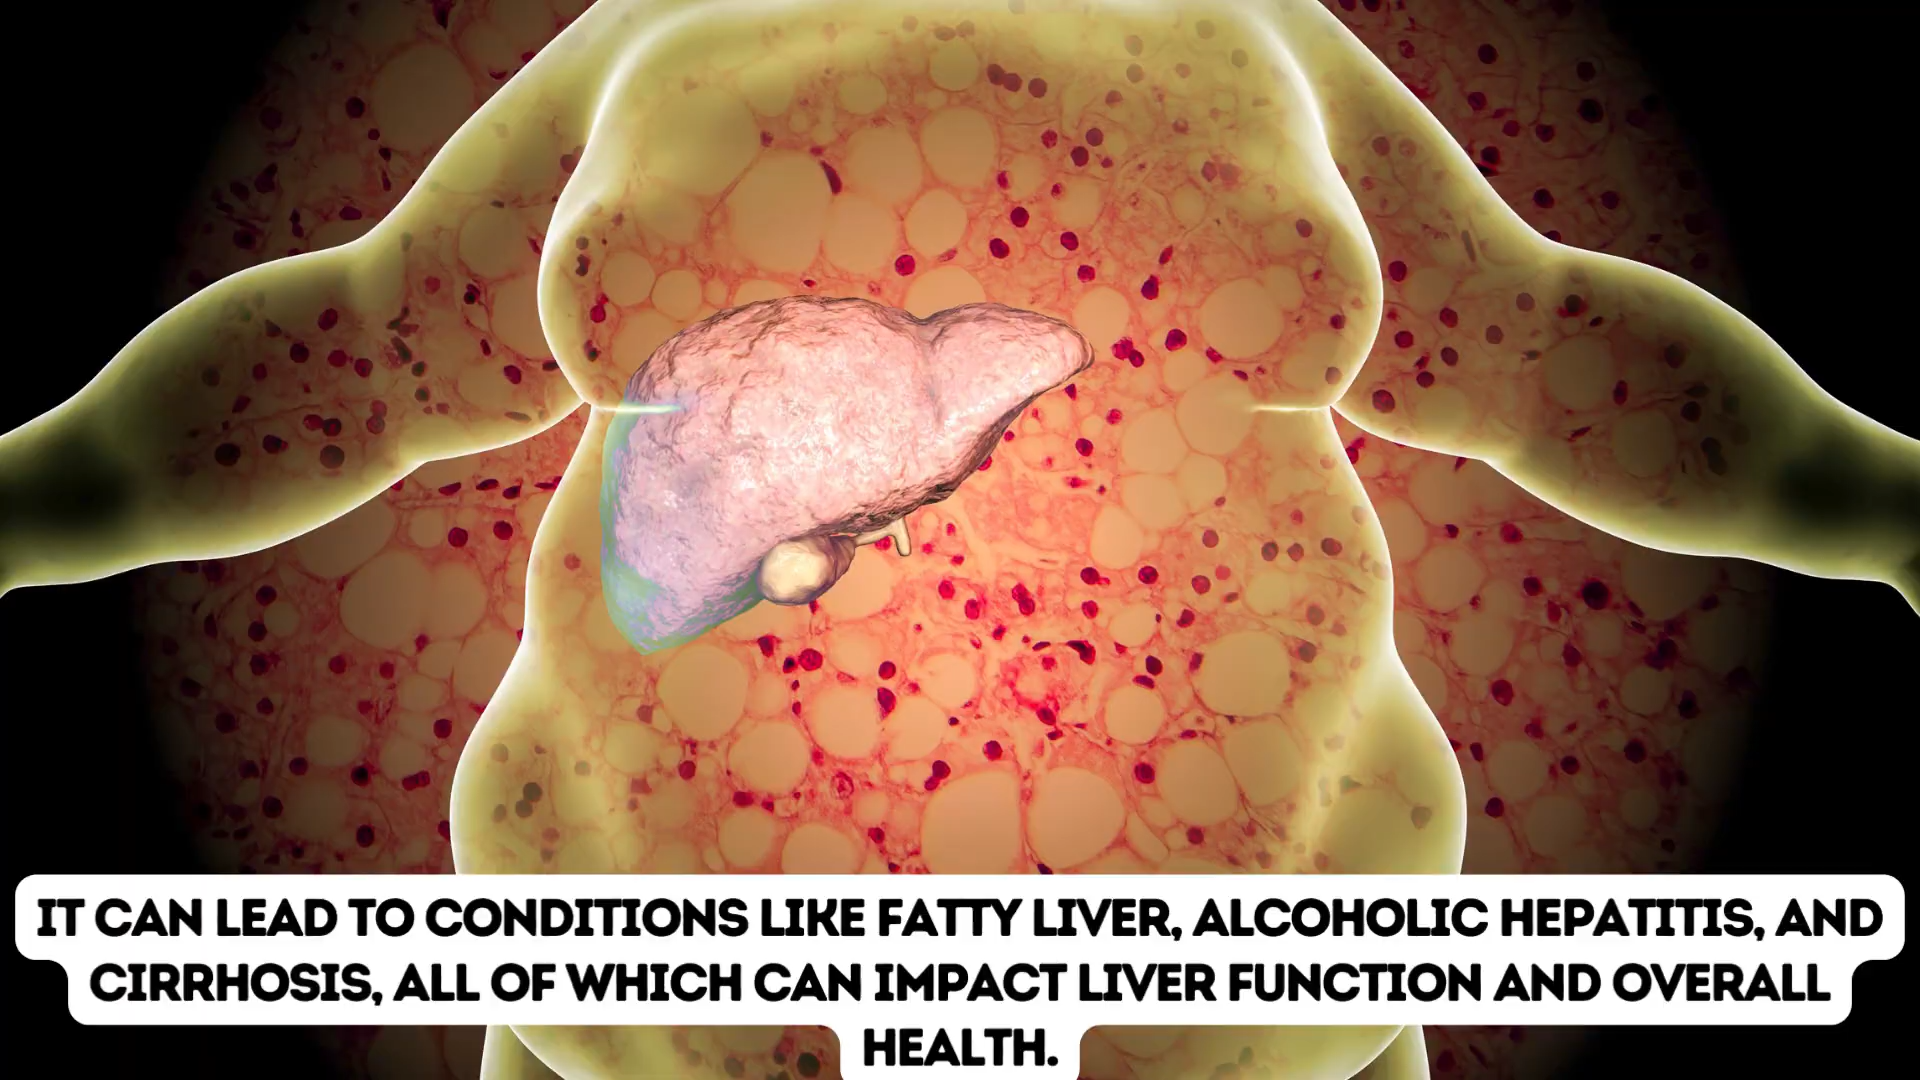 IT CAN LEAD TO CONDITIONS LIKE FATTY LIVER, ALCOHOLIC HEPATITIS, AND
CIRRHOSIS, ALL OF WHICH CAN IMPACT LIVER FUNCTION AND OVERALL
HEALTH.